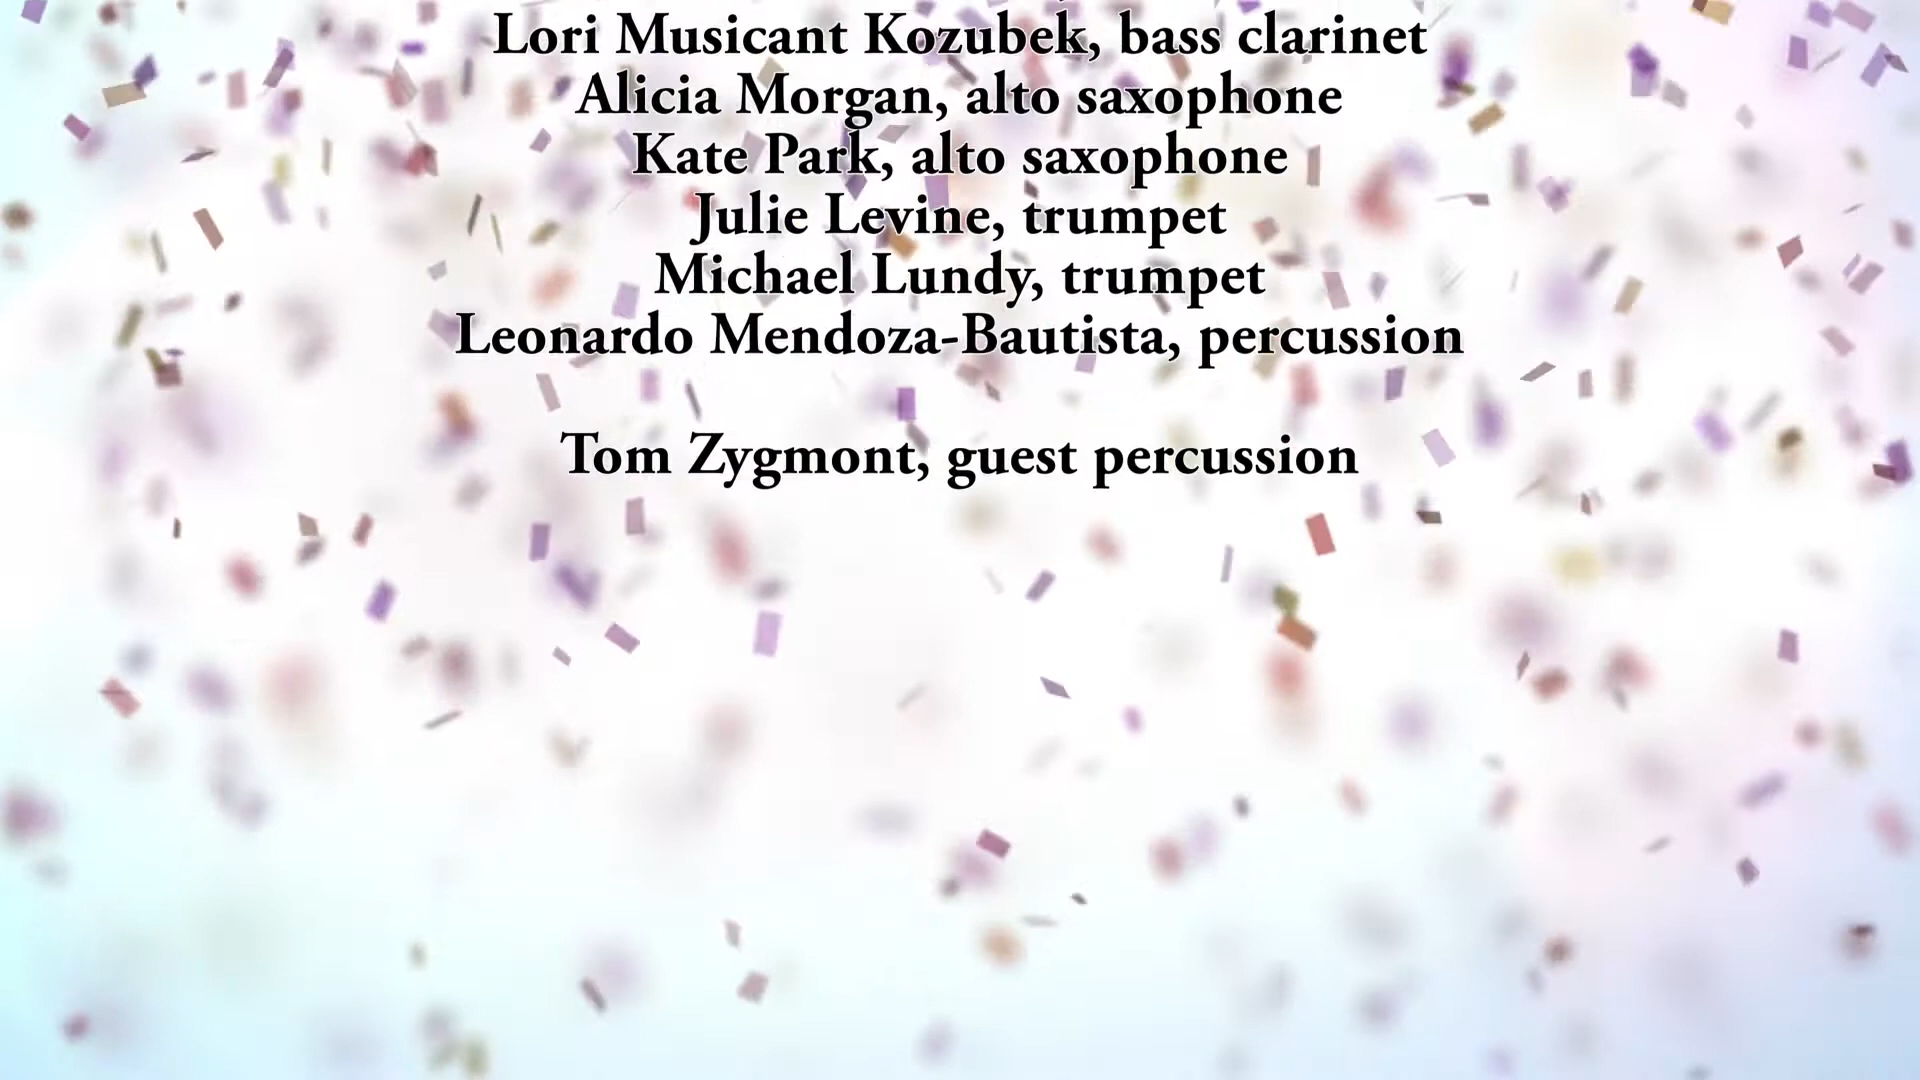 Lori Musicant Kozubek, bass clarinet
Alicia Morgan, alto saxophone
Kate Park, alto saxophone
Julie Levine, trumpet
Michael Lundy, trumpet
Leonardo Mendoza-Bautista, percussion
Tom Zygmont, guest percussion